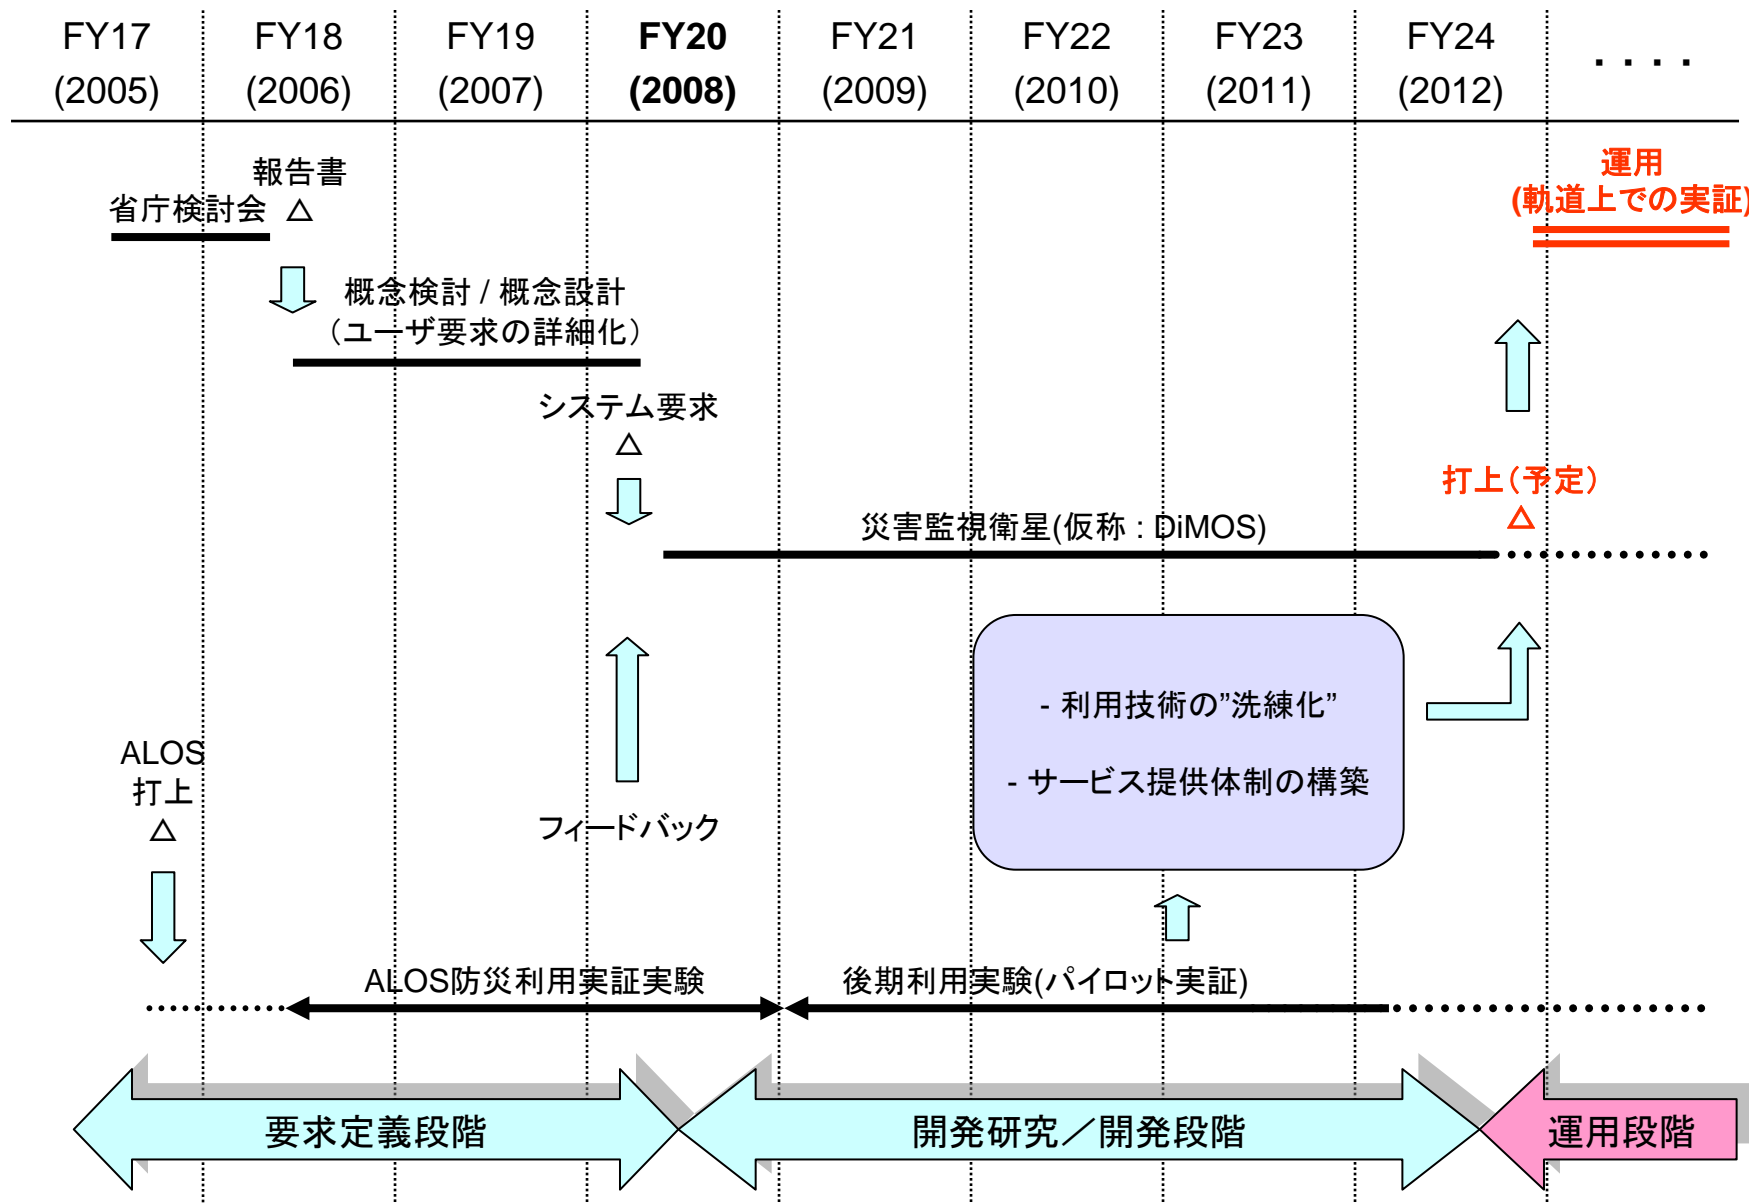 FY17
(2005)
FY18
(2006)
FY19
(2007)
FY20
(2008)
FY21
(2009)
FY22
(2010)
FY23
(2011)
FY24
(2012)
. . . .
報告書
省庁検討会 △
運用
(軌道上での実証)
概念検討 / 概念設計
（ユーザ要求の詳細化）
システム要求
△
打上（予定）
△
災害監視衛星(仮称 : DiMOS)
- 利用技術の”洗練化”
- サービス提供体制の構築
ALOS
打上
△
フィードバック
ALOS防災利用実証実験
後期利用実験(パイロット実証)
要求定義段階
開発研究／開発段階
運用段階